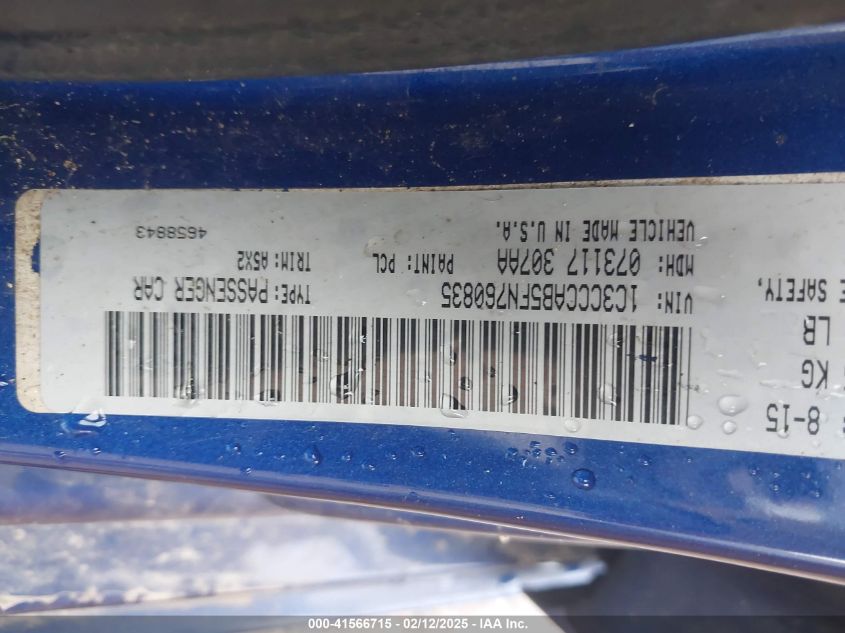 8-15
KG
LB
SAFETY,
VIN: 1C3CCCAB5FN760835 TYPE: PASSENGER CAR
MDH: 073117 307AA PAINT: PCL TRIM: A5X2
VEHICLE MADE IN U.S.A. 4658843
000-41566715 - 02/12/2025 - IAA Inc.